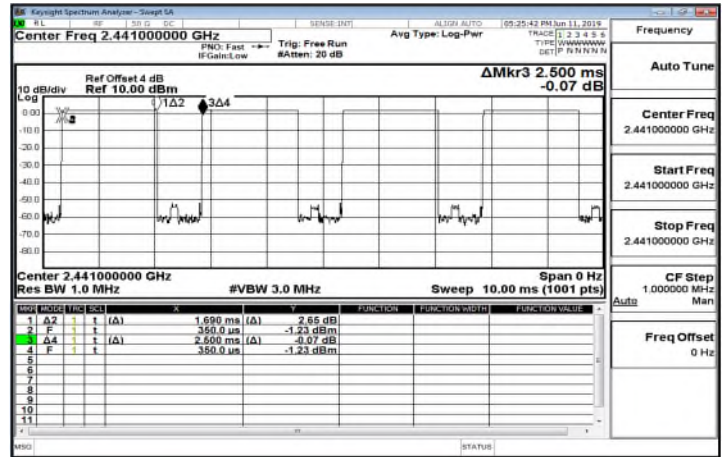 Keysight Spectrum Analyzer - Swept SA
RL RF 50 Ω DC SENSE:INT ALIGN AUTO 05:25:42 PM Jun 11, 2019
Center Freq 2.441000000 GHz
PNO: Fast
IFGain:Low
Trig: Free Run
#Atten: 20 dB
Avg Type: Log-Pwr
TRACE 1 2 3 4 5 6
TYPE WWWWWW
DET P N N N N N
Frequency
Auto Tune
Center Freq
2.441000000 GHz
Start Freq
2.441000000 GHz
Stop Freq
2.441000000 GHz
CF Step
1.000000 MHz
Auto Man
Freq Offset
0 Hz
Ref Offset 4 dB
10 dB/div Ref 10.00 dBm
Log
ΔMkr3 2.500 ms
-0.07 dB
1Δ2 3Δ4
0.00
-10.0
-20.0
-30.0
-40.0
-50.0
-60.0
-70.0
-80.0
Center 2.441000000 GHz Span 0 Hz
Res BW 1.0 MHz #VBW 3.0 MHz Sweep 10.00 ms (1001 pts)
MKR MODE TRC SCL X Y FUNCTION FUNCTION WIDTH FUNCTION VALUE
1 Δ2 1 t (Δ) 1.690 ms (Δ) 2.65 dB
2 F 1 t 350.0 µs -1.23 dBm
3 Δ4 1 t (Δ) 2.500 ms (Δ) -0.07 dB
4 F 1 t 350.0 µs -1.23 dBm
5
6
7
8
9
10
11
MSG STATUS